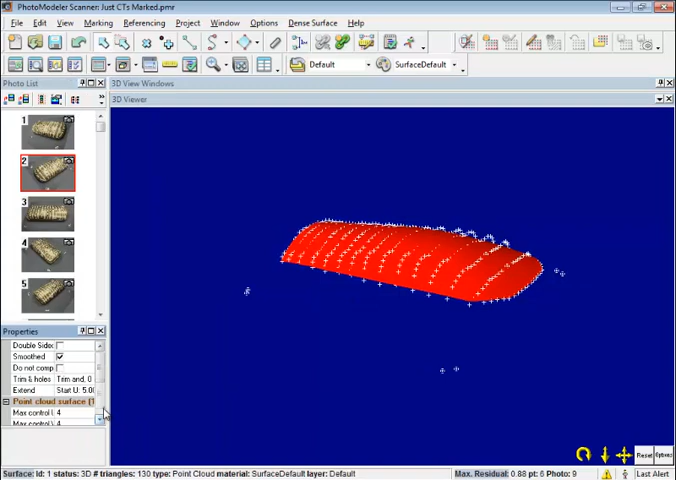 PhotoModeler Scanner: Just CTs Marked.pmr
File Edit View Marking Referencing Project Window Options Dense Surface Help
Default SurfaceDefault
Photo List
3D View Windows
3D Viewer
1
2
3
4
5
Properties
Double Side
Smoothed
Do not comp
Trim & holes Trim and, 0
Extend Start U: 5.0
Point cloud surface (1
Max control 4
Max control 4
Reset Options
Surface: Id: 1 status: 3D # triangles: 130 type: Point Cloud material: SurfaceDefault layer: Default Max. Residual: 0.88 pt: 6 Photo: 9 Last Alert